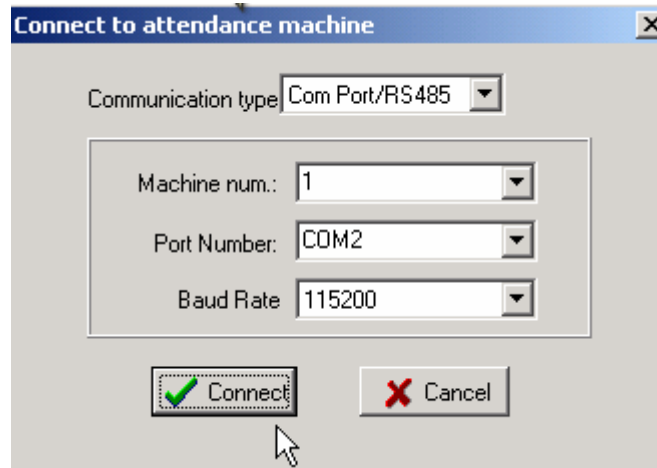 Connect to attendance machine
Communication type Com Port/RS485
Machine num.: 1
Port Number: COM2
Baud Rate 115200
Connect Cancel